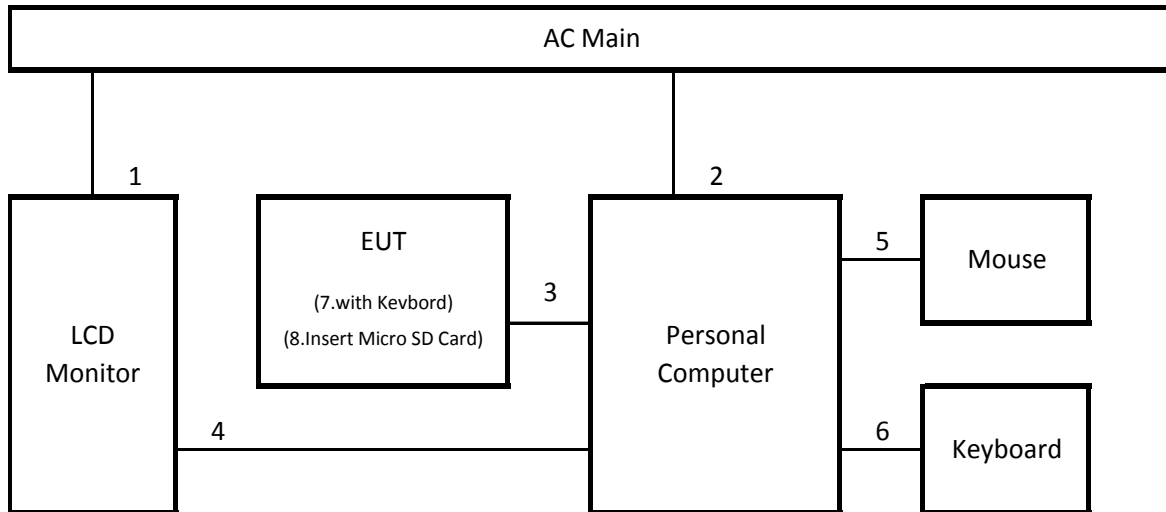 AC Main
1
2
EUT
(7.with Kevbord)
(8.Insert Micro SD Card)
3
LCD
Monitor
Personal
Computer
5
Mouse
4
6
Keyboard